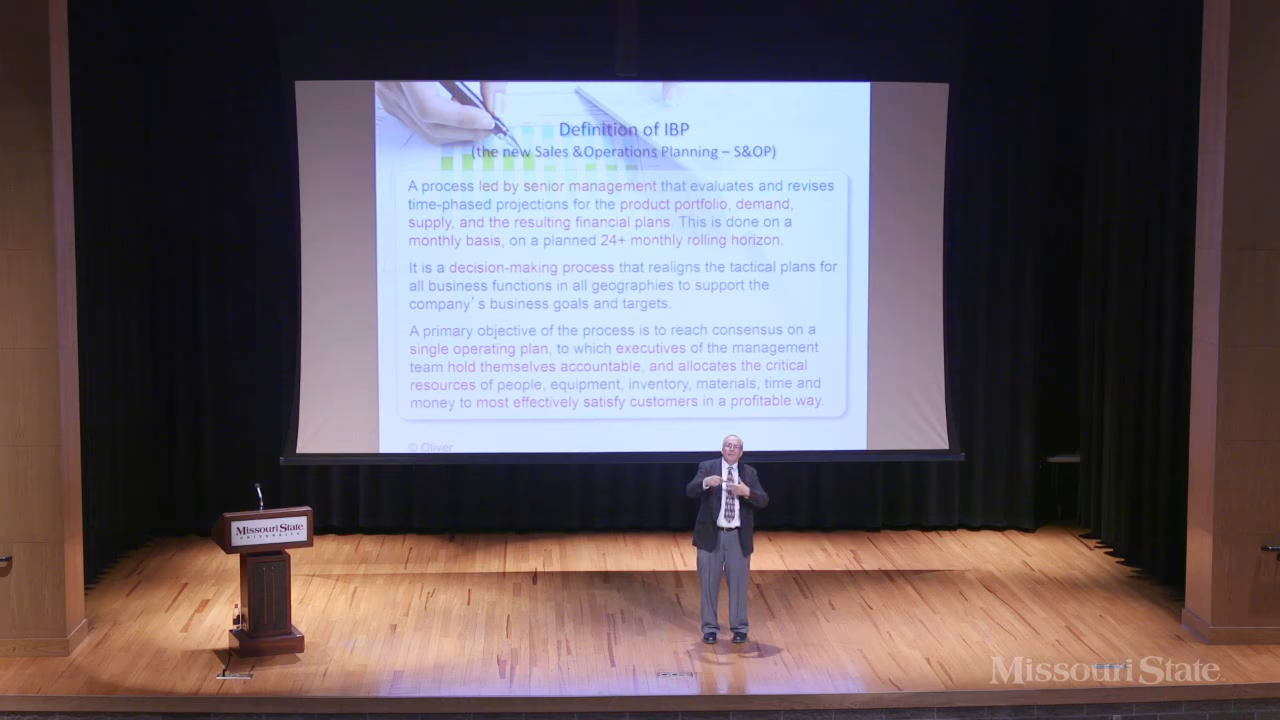 Definition of IBP
(the new Sales &Operations Planning – S&OP)
A process led by senior management that evaluates and revises
time-phased projections for the product portfolio, demand,
supply, and the resulting financial plans. This is done on a
monthly basis, on a planned 24+ monthly rolling horizon.
It is a decision-making process that realigns the tactical plans for
all business functions in all geographies to support the
company's business goals and targets.
A primary objective of the process is to reach consensus on a
single operating plan, to which executives of the management
team hold themselves accountable, and allocates the critical
resources of people, equipment, inventory, materials, time and
money to most effectively satisfy customers in a profitable way.
© Oliver
Missouri State
UNIVERSITY
Missouri State